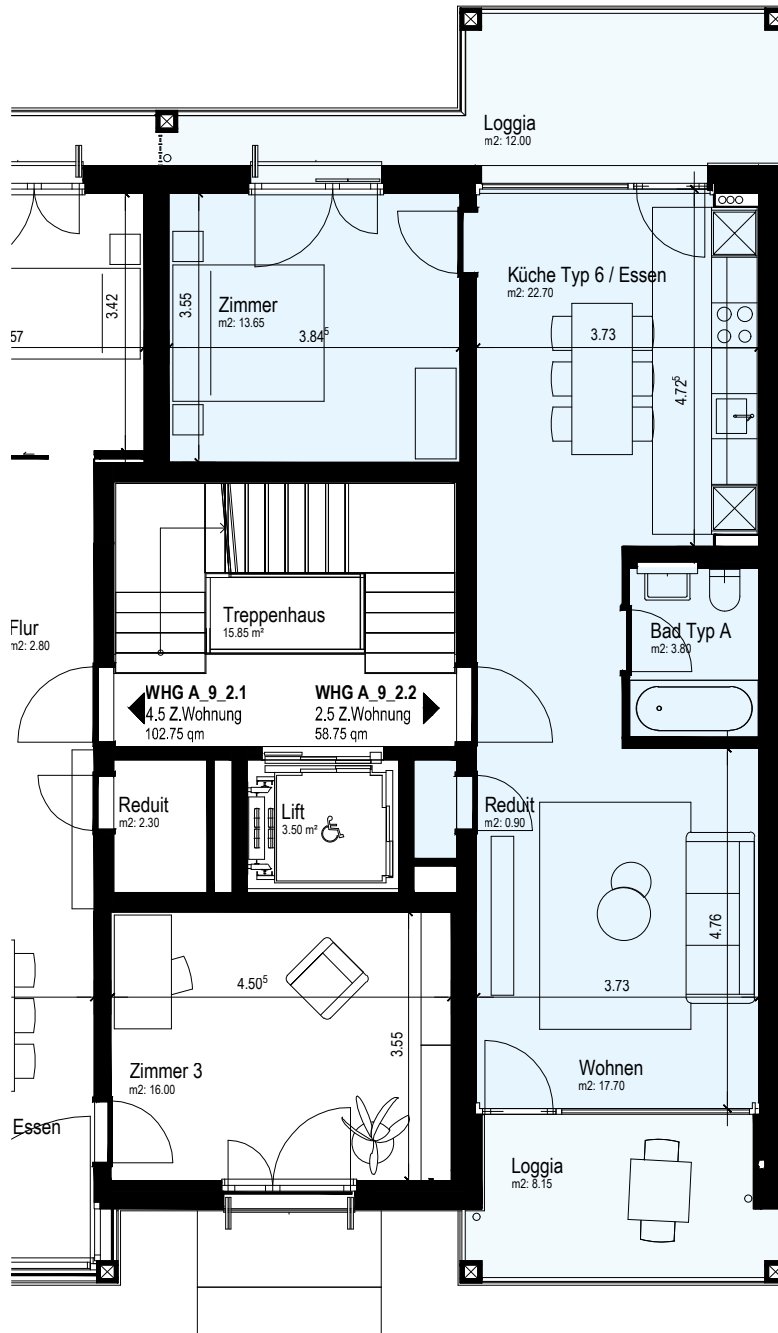 Loggia
m2: 12.00
Küche Typ 6 / Essen
m2: 22.70
Zimmer
m2: 13.65
3.42
3.55
57
3.84⁵
3.73
4.72⁵
Treppenhaus
15.85 m²
Flur
m2: 2.80
Bad Typ A
m2: 3.80
WHG A_9_2.1
4.5 Z.Wohnung
102.75 qm
WHG A_9_2.2
2.5 Z.Wohnung
58.75 qm
Reduit
m2: 2.30
Lift
3.50 m²
Reduit
m2: 0.90
4.76
4.50⁵
3.73
3.55
Zimmer 3
m2: 16.00
Wohnen
m2: 17.70
Essen
Loggia
m2: 8.15